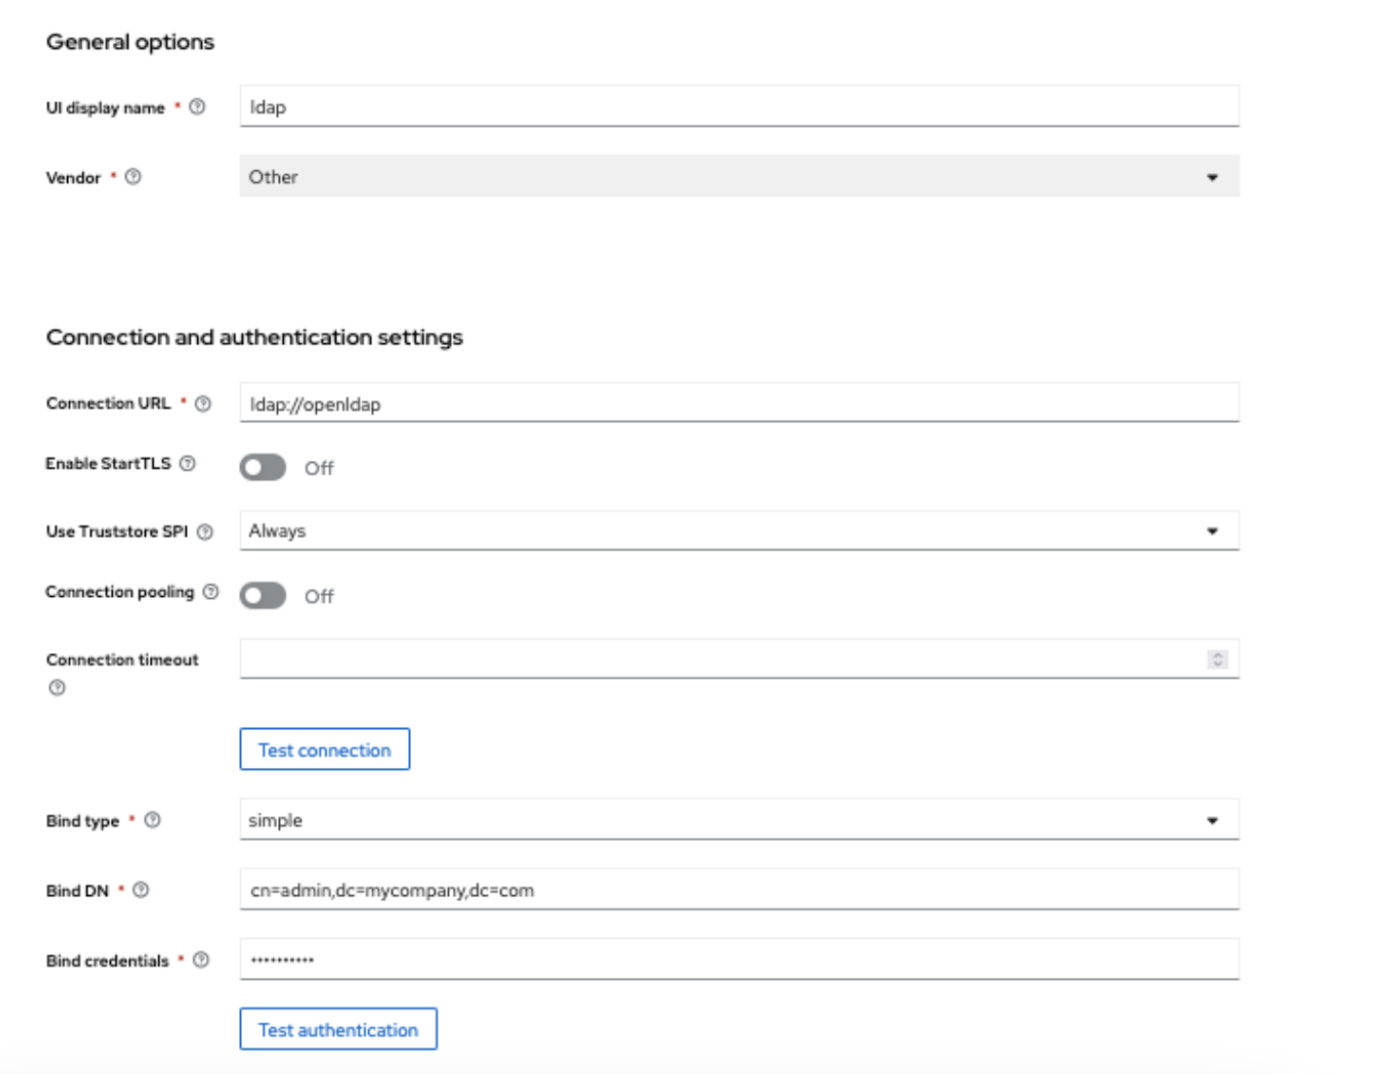 General options
UI display name * ldap
Vendor * Other
Connection and authentication settings
Connection URL * ldap://openldap
Enable StartTLS Off
Use Truststore SPI Always
Connection pooling Off
Connection timeout
Test connection
Bind type * simple
Bind DN * cn=admin,dc=mycompany,dc=com
Bind credentials * ••••••••••
Test authentication